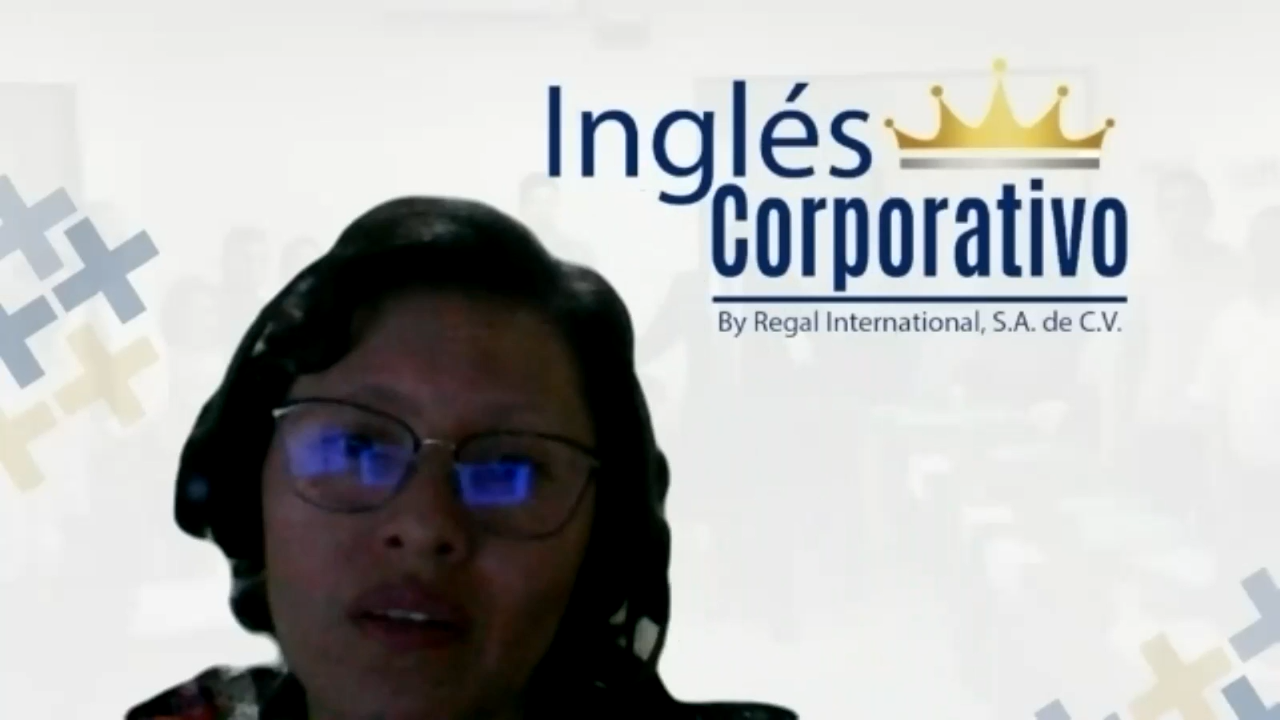 Inglés
Corporativo
By Regal International, S.A. de C.V.